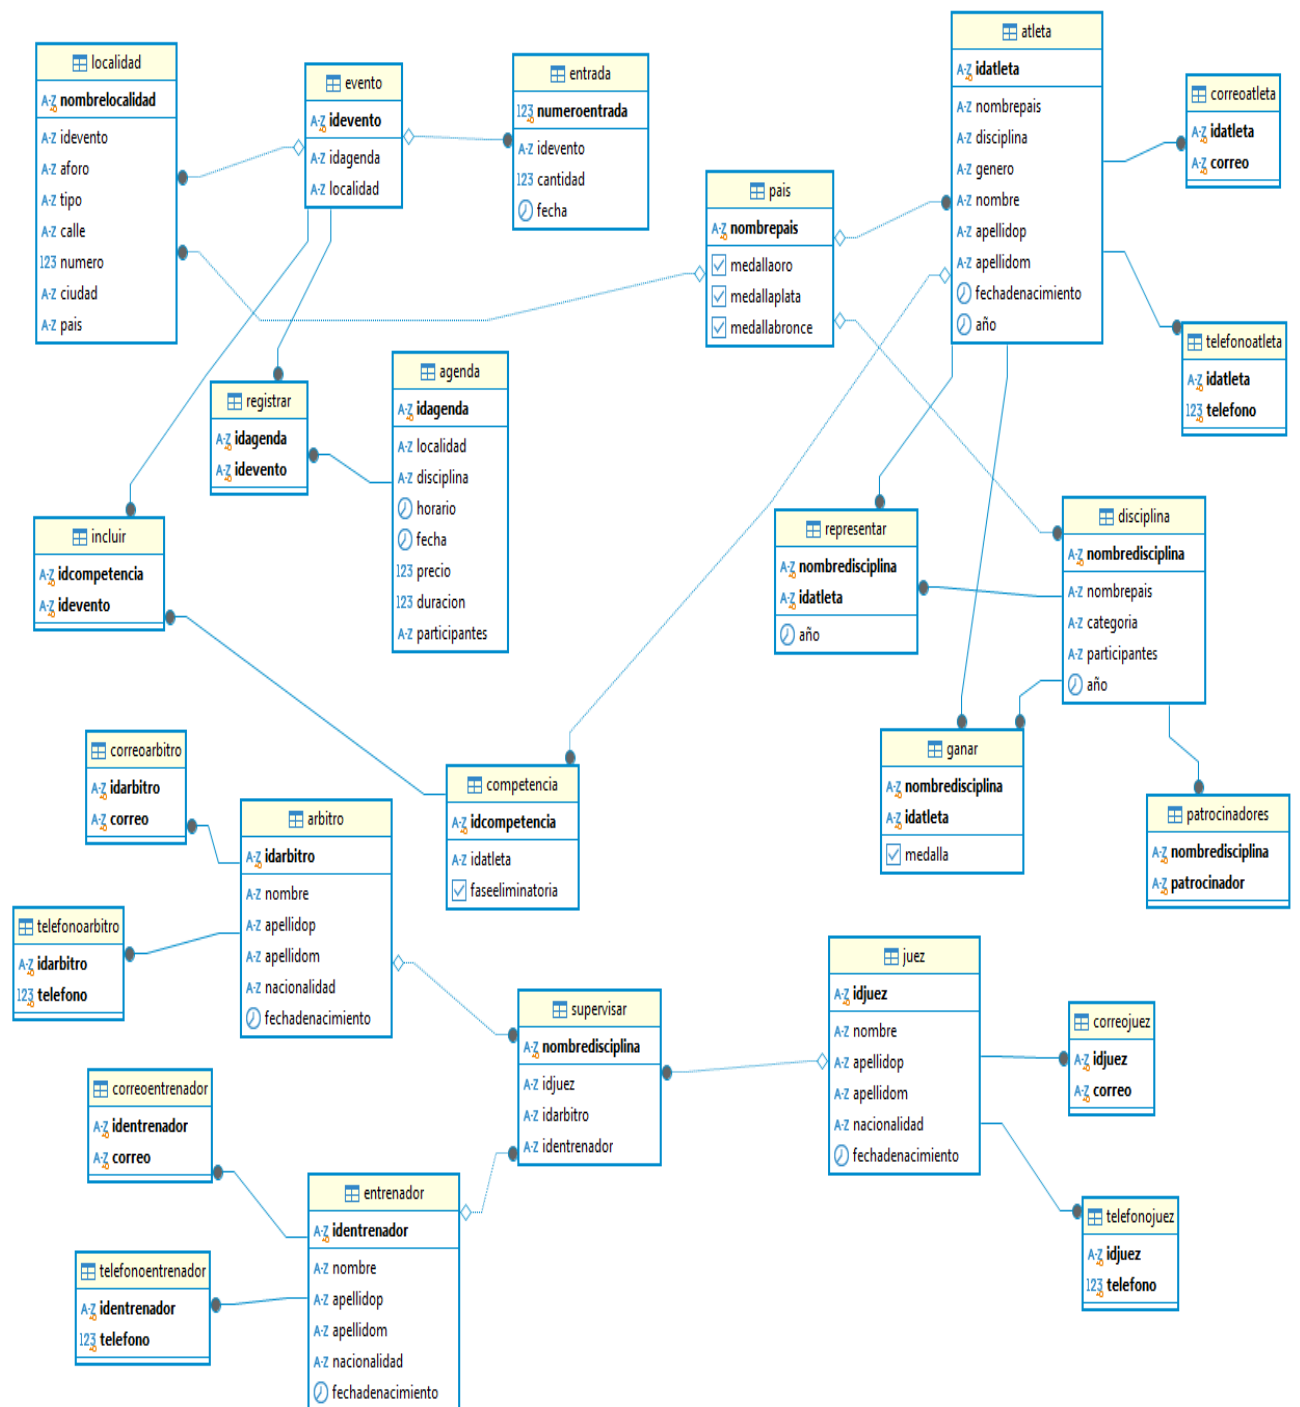 localidad
nombrelocalidad
idevento
aforo
tipo
calle
numero
ciudad
pais
evento
idevento
idagenda
localidad
entrada
numeroentrada
idevento
cantidad
fecha
pais
nombrepais
medallaoro
medallaplata
medallabronce
atleta
idatleta
nombrepais
disciplina
genero
nombre
apellidop
apellidom
fechadenacimiento
año
correoatleta
idatleta
correo
telefonoatleta
idatleta
telefono
registrar
idagenda
idevento
agenda
idagenda
localidad
disciplina
horario
fecha
precio
duracion
participantes
incluir
idcompetencia
idevento
representar
nombredisciplina
idatleta
año
disciplina
nombredisciplina
nombrepais
categoria
participantes
año
ganar
nombredisciplina
idatleta
medalla
patrocinadores
nombredisciplina
patrocinador
correoarbitro
idarbitro
correo
telefonoarbitro
idarbitro
telefono
arbitro
idarbitro
nombre
apellidop
apellidom
nacionalidad
fechadenacimiento
competencia
idcompetencia
idatleta
faseeliminatoria
supervisar
nombredisciplina
idjuez
idarbitro
identrenador
juez
idjuez
nombre
apellidop
apellidom
nacionalidad
fechadenacimiento
correojuez
idjuez
correo
telefonojuez
idjuez
telefono
correoentrenador
identrenador
correo
telefonoentrenador
identrenador
telefono
entrenador
identrenador
nombre
apellidop
apellidom
nacionalidad
fechadenacimiento